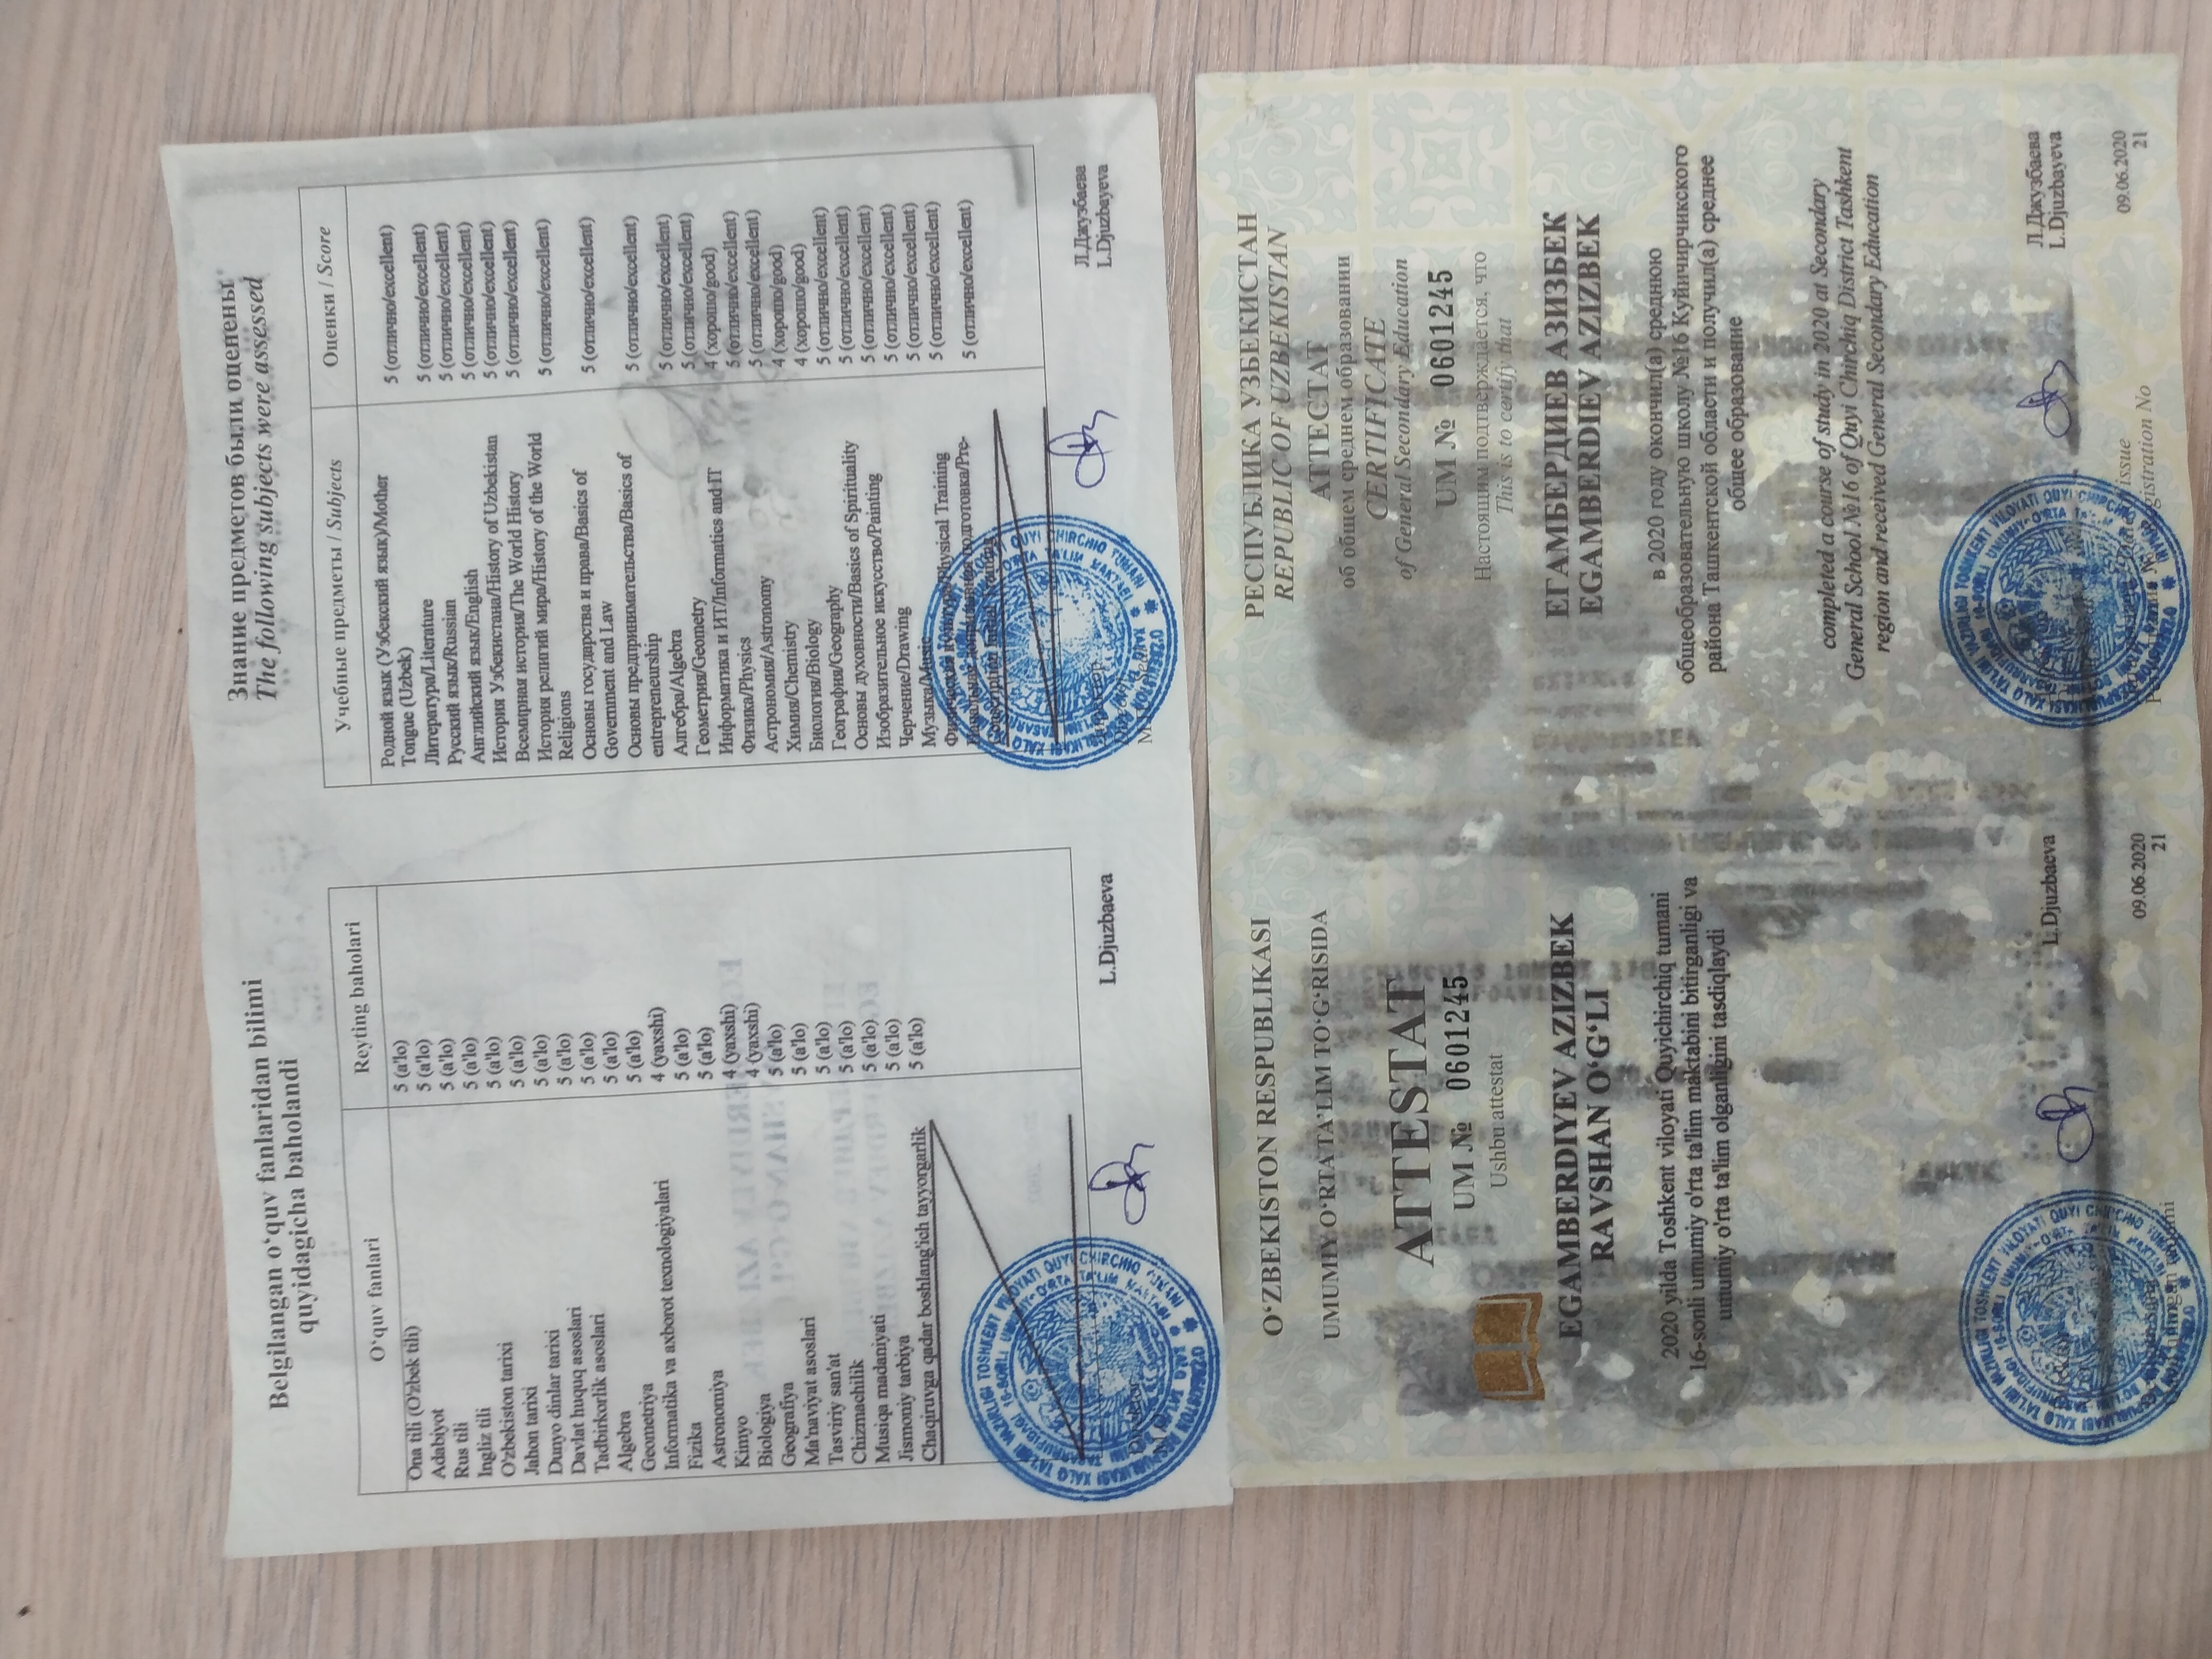 Belgilangan o‘quv fanlaridan bilimi
quyidagicha baholandi
O‘quv fanlari
Reyting baholari
Ona tili (O'zbek tili) 5 (a'lo)
Adabiyot 5 (a'lo)
Rus tili 5 (a'lo)
Ingliz tili 5 (a'lo)
O'zbekiston tarixi 5 (a'lo)
Jahon tarixi 5 (a'lo)
Dunyo dinlar tarixi 5 (a'lo)
Davlat huquq asoslari 5 (a'lo)
Tadbirkorlik asoslari 5 (a'lo)
Algebra 5 (a'lo)
Geometriya 5 (a'lo)
Informatika va axborot texnologiyalari 4 (yaxshi)
Fizika 5 (a'lo)
Astronomiya 5 (a'lo)
Kimyo 4 (yaxshi)
Biologiya 4 (yaxshi)
Geografiya 5 (a'lo)
Ma'naviyat asoslari 5 (a'lo)
Tasviriy san'at 5 (a'lo)
Chizmachilik 5 (a'lo)
Musiqa madaniyati 5 (a'lo)
Jismoniy tarbiya 5 (a'lo)
Chaqiruvga qadar boshlang'ich tayyorgarlik 5 (a'lo)
Direktor
L.Djuzbaeva
Знание предметов были оценены
The following subjects were assessed
Учебные предметы / Subjects
Оценки / Score
Родной язык (Узбекский язык)/Mother 5 (отлично/excellent)
Tongue (Uzbek)
Литература/Literature 5 (отлично/excellent)
Русский язык/Russian 5 (отлично/excellent)
Английский язык/English 5 (отлично/excellent)
История Узбекистана/History of Uzbekistan 5 (отлично/excellent)
Всемирная история/The World History 5 (отлично/excellent)
История религий мира/History of the World 5 (отлично/excellent)
Religions
Основы государства и права/Basics of 5 (отлично/excellent)
Government and Law
Основы предпринимательства/Basics of 5 (отлично/excellent)
entrepreneurship
Алгебра/Algebra 5 (отлично/excellent)
Геометрия/Geometry 5 (отлично/excellent)
Информатика и ИТ/Informatics and IT 4 (хорошо/good)
Физика/Physics 5 (отлично/excellent)
Астрономия/Astronomy 5 (отлично/excellent)
Химия/Chemistry 4 (хорошо/good)
Биология/Biology 4 (хорошо/good)
География/Geography 5 (отлично/excellent)
Основы духовности/Basics of Spirituality 5 (отлично/excellent)
Изобразительное искусство/Painting 5 (отлично/excellent)
Черчение/Drawing 5 (отлично/excellent)
Музыка/Music 5 (отлично/excellent)
Физическая культура/Physical Training 5 (отлично/excellent)
Начальная допризывная подготовка/Pre- 5 (отлично/excellent)
Conscription Initial Training
Директор
Director
Л.Джузбаева
L.Djuzbayeva
O‘ZBEKISTON RESPUBLIKASI
UMUMIY O‘RTA TA’LIM TO‘G‘RISIDA
ATTESTAT
UM № 0601245
Ushbu attestat
EGAMBERDIYEV AZIZBEK
RAVSHAN O‘G‘LI
2020 yilda Toshkent viloyati Quyichirchiq tumani
16-sonli umumiy o'rta ta'lim maktabini bitirganligi va
umumiy o'rta ta'lim olganligini tasdiqlaydi
Direktor
L.Djuzbaeva
09.06.2020
21
РЕСПУБЛИКА УЗБЕКИСТАН
REPUBLIC OF UZBEKISTAN
АТТЕСТАТ
об общем среднем образовании
CERTIFICATE
of General Secondary Education
UM № 0601245
Настоящим подтверждается, что
This is to certify that
ЕГАМБЕРДИЕВ АЗИЗБЕК
EGAMBERDIEV AZIZBEK
в 2020 году окончил(а) среднюю
общеобразовательную школу №16 Куйичирчикского
района Ташкентской области и получил(а) среднее
общее образование
completed a course of study in 2020 at Secondary
General School №16 of Quyi Chirchiq District Tashkent
region and received General Secondary Education
Л.Джузбаева
L.Djuzbayeva
Date of issue 09.06.2020
Registration No 21